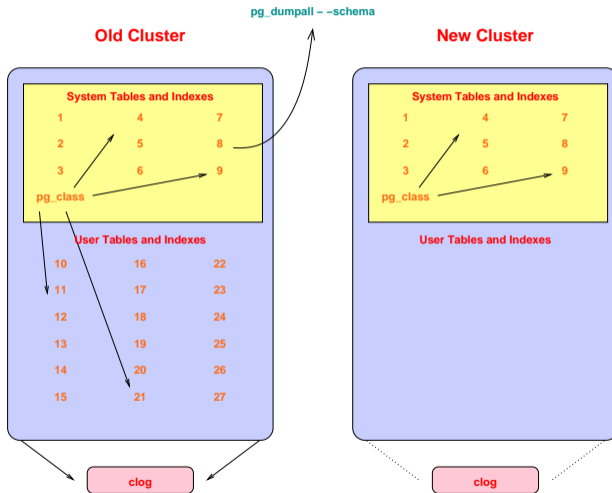 pg_dumpall – –schema
Old Cluster
System Tables and Indexes
1 4 7
2 5 8
3 6 9
pg_class
User Tables and Indexes
10 16 22
11 17 23
12 18 24
13 19 25
14 20 26
15 21 27
clog
New Cluster
System Tables and Indexes
1 4 7
2 5 8
3 6 9
pg_class
User Tables and Indexes
clog